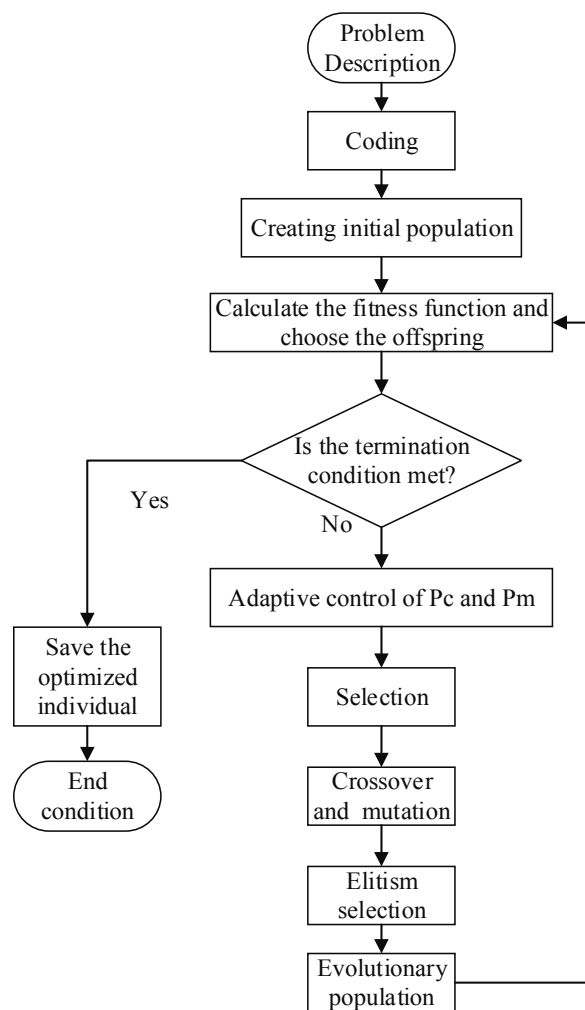 Problem
Description
Coding
Creating initial population
Calculate the fitness function and
choose the offspring
Is the termination
condition met?
Yes
No
Adaptive control of Pc and Pm
Save the
optimized
individual
Selection
End
condition
Crossover
and mutation
Elitism
selection
Evolutionary
population